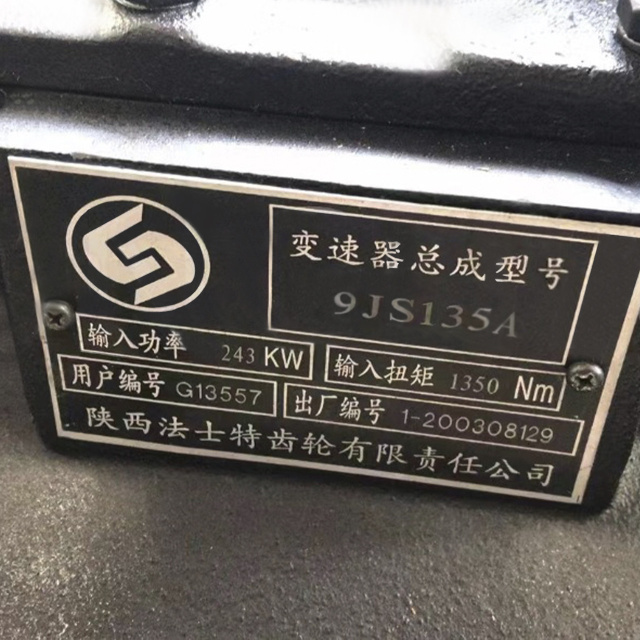 变速器总成型号
9JS135A
输入功率 243 KW 输入扭矩 1350 Nm
用户编号 G13557 出厂编号 1-200308129
陕西法士特齿轮有限责任公司